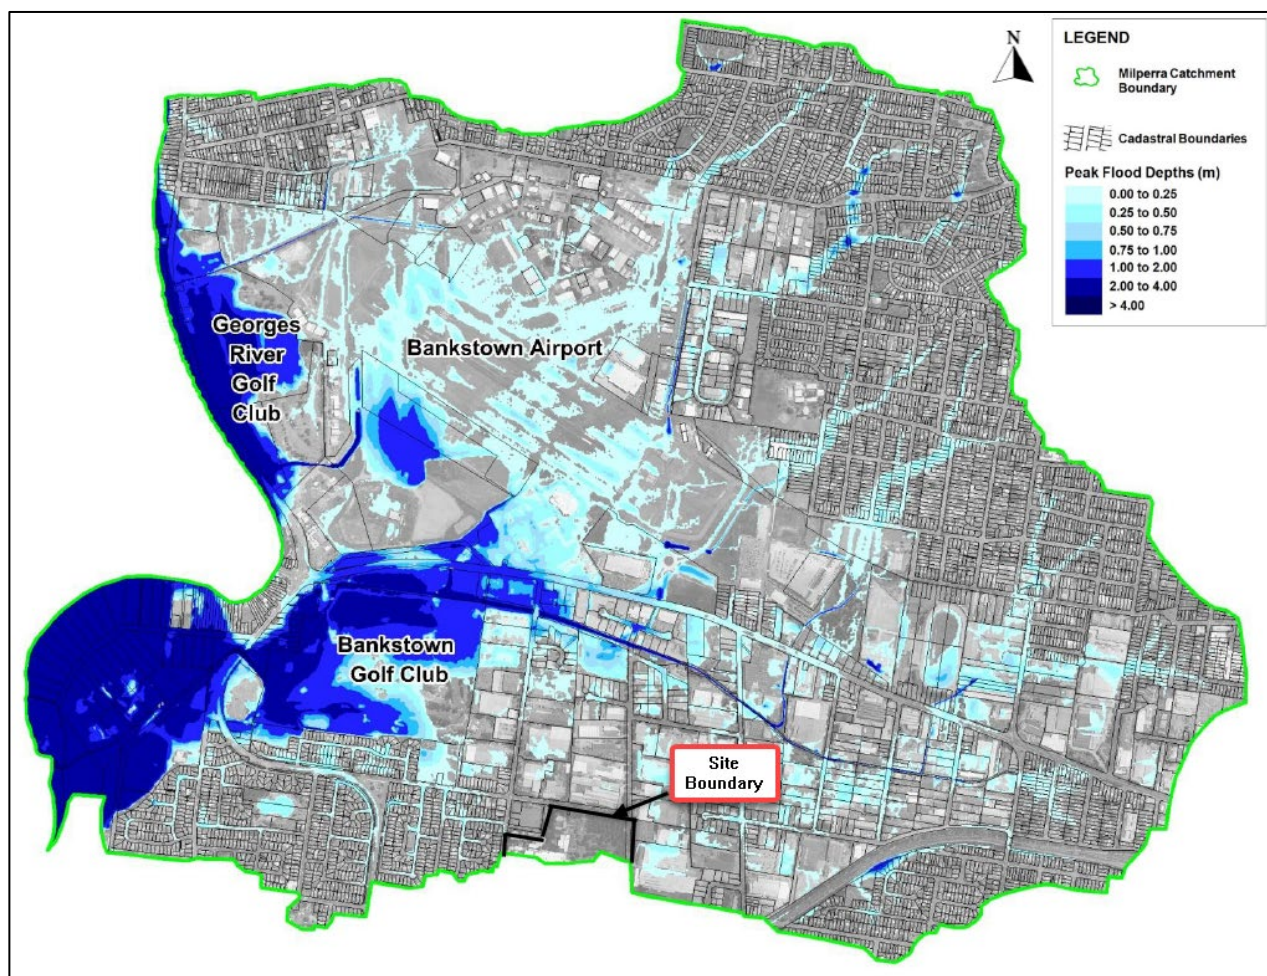 N
LEGEND
Milperra Catchment
Boundary
Cadastral Boundaries
Peak Flood Depths (m)
0.00 to 0.25
0.25 to 0.50
0.50 to 0.75
0.75 to 1.00
1.00 to 2.00
2.00 to 4.00
> 4.00
Georges
River
Golf
Club
Bankstown Airport
Bankstown
Golf Club
Site
Boundary